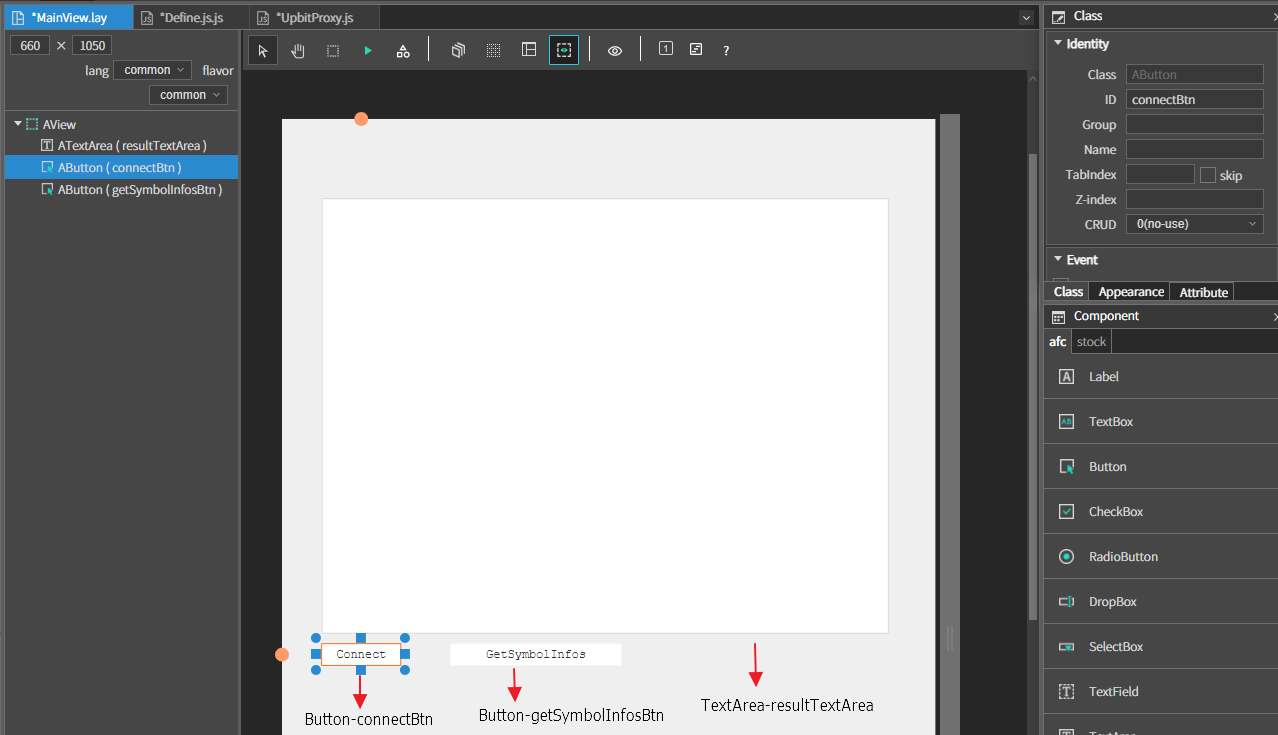 *MainView.lay
*Define.js.js
*UpbitProxy.js
660 × 1050
lang common flavor
common
AView
ATextArea ( resultTextArea )
AButton ( connectBtn )
AButton ( getSymbolInfosBtn )
1
?
Connect
GetSymbolInfos
Button-connectBtn
Button-getSymbolInfosBtn
TextArea-resultTextArea
Class
Identity
Class AButton
ID connectBtn
Group
Name
TabIndex skip
Z-index
CRUD 0(no-use)
Event
Class Appearance Attribute
Component
afc stock
Label
TextBox
Button
CheckBox
RadioButton
DropBox
SelectBox
TextField
TextArea